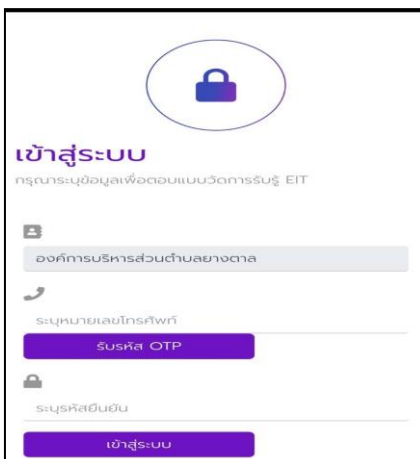 เข้าสู่ระบบ
กรุณาระบุข้อมูลเพื่อตอบแบบวัดการรับรู้ EIT
องค์การบริหารส่วนตำบลยางตาล
ระบุหมายเลขโทรศัพท์
รับรหัส OTP
ระบุรหัสยืนยัน
เข้าสู่ระบบ